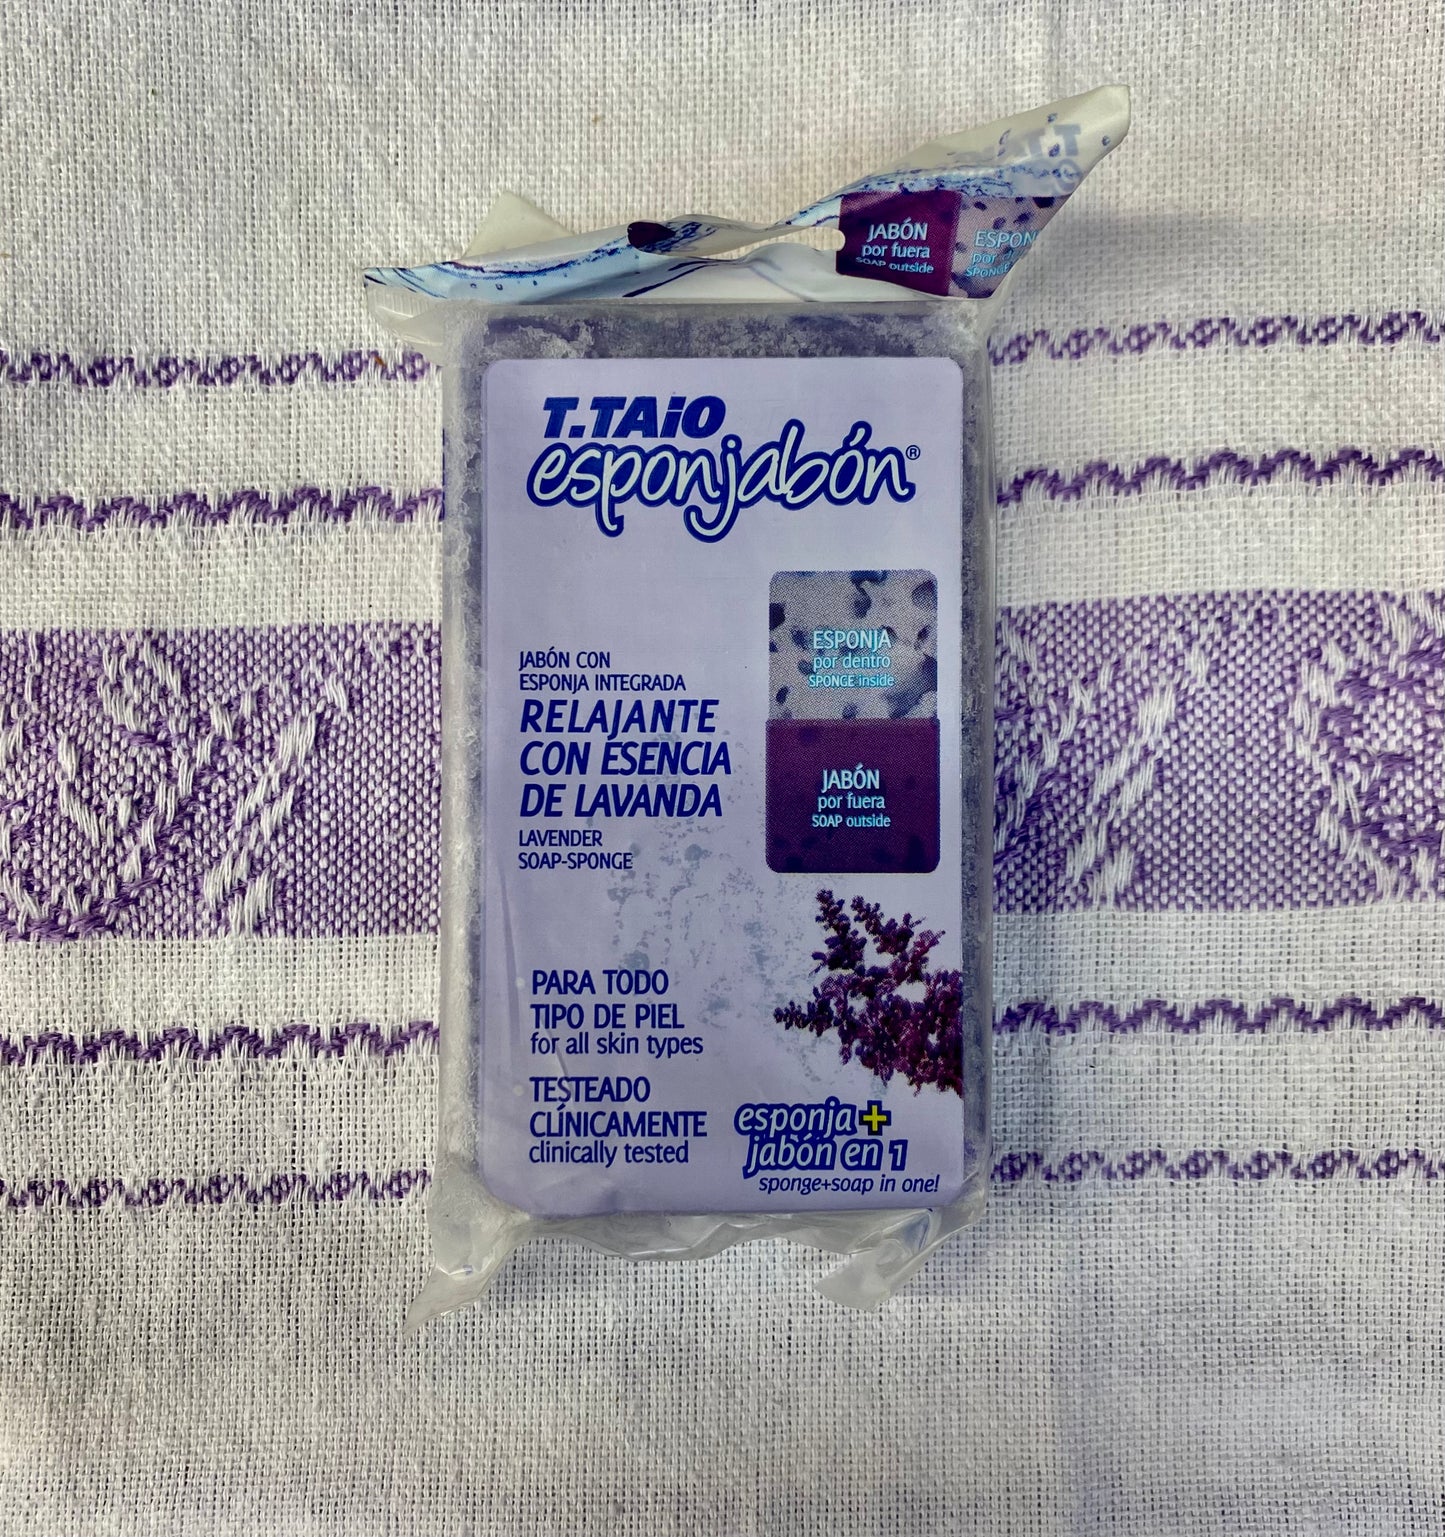 JABÓN
por fuera
SOAP outside
T.TAiO
esponjabón®
ESPONJA
por dentro
SPONGE inside
JABÓN
por fuera
SOAP outside
JABÓN CON
ESPONJA INTEGRADA
RELAJANTE
CON ESENCIA
DE LAVANDA
LAVENDER
SOAP-SPONGE
PARA TODO
TIPO DE PIEL
for all skin types
TESTEADO
CLÍNICAMENTE
clinically tested
esponja +
jabón en 1
sponge+soap in one!